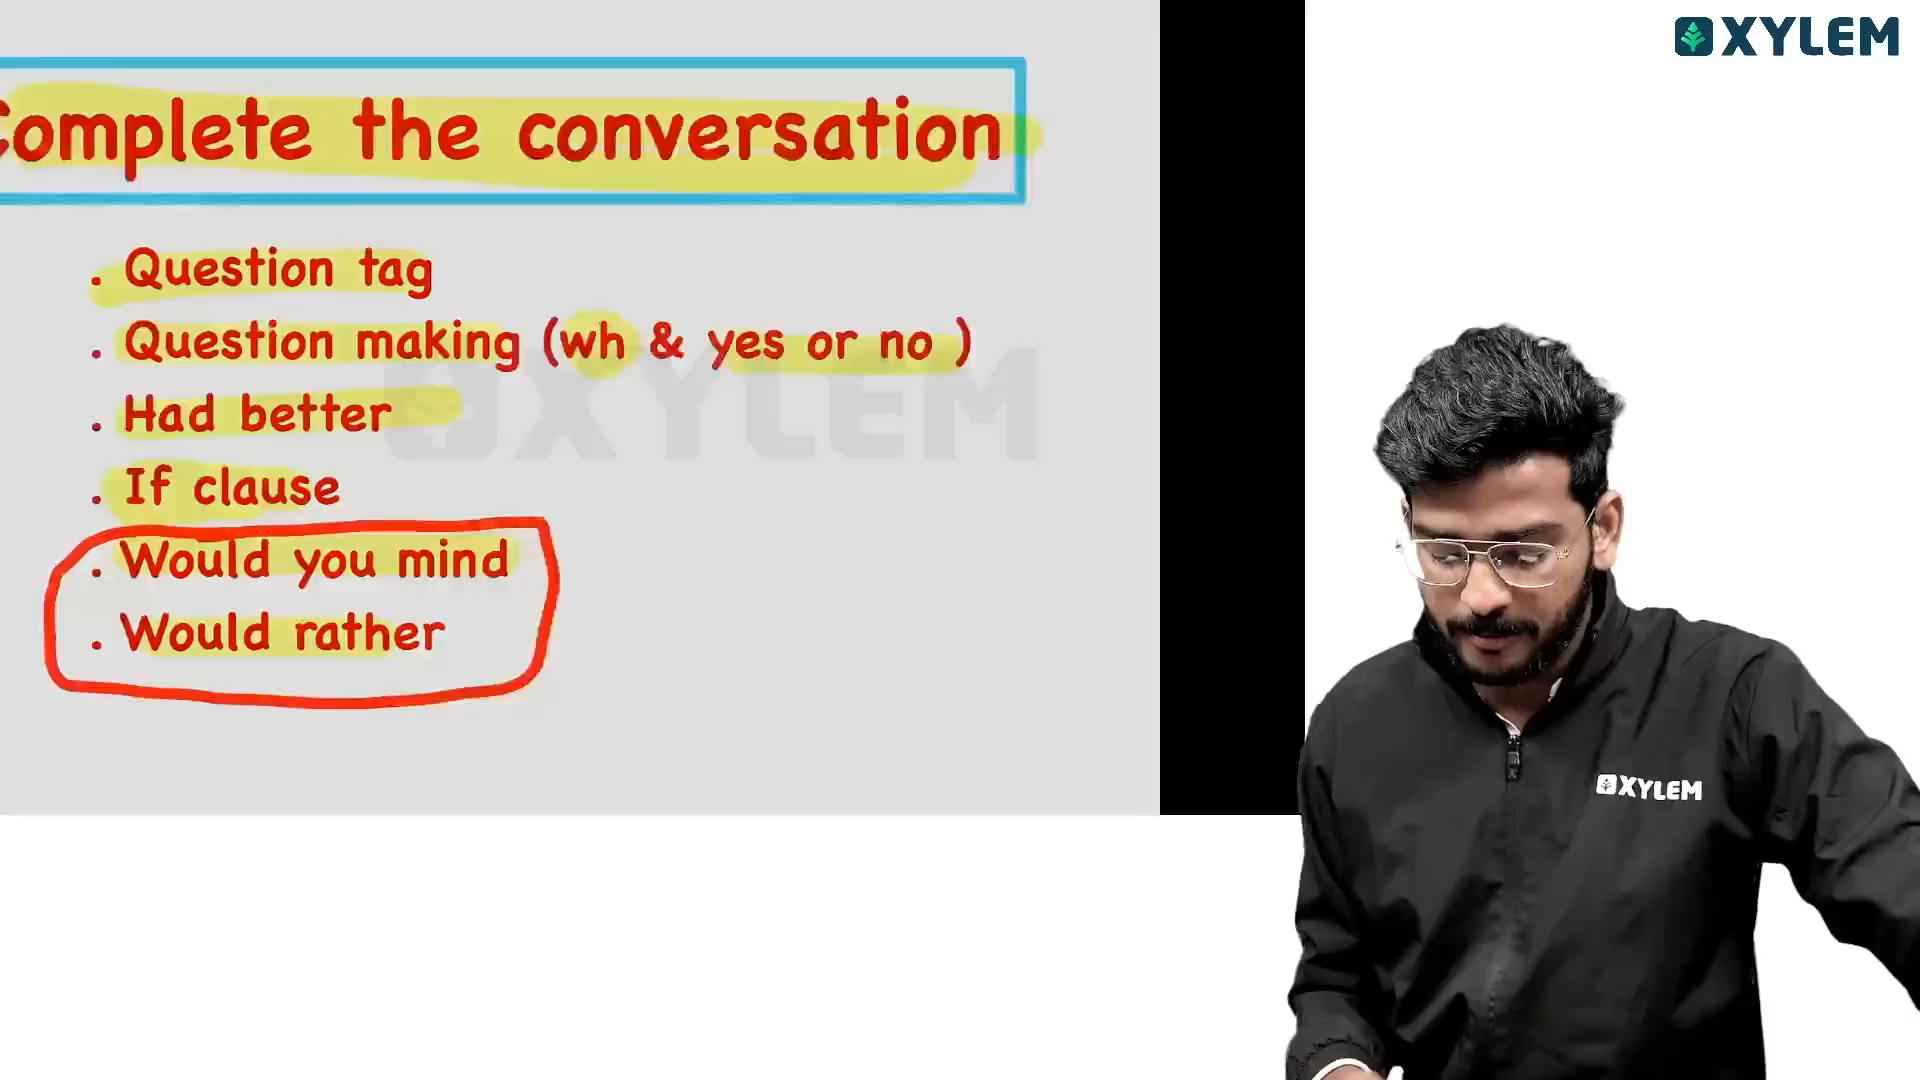 XYLEM
Complete the conversation
. Question tag
. Question making (wh & yes or no )
. Had better
. If clause
. Would you mind
. Would rather
XYLEM
XYLEM